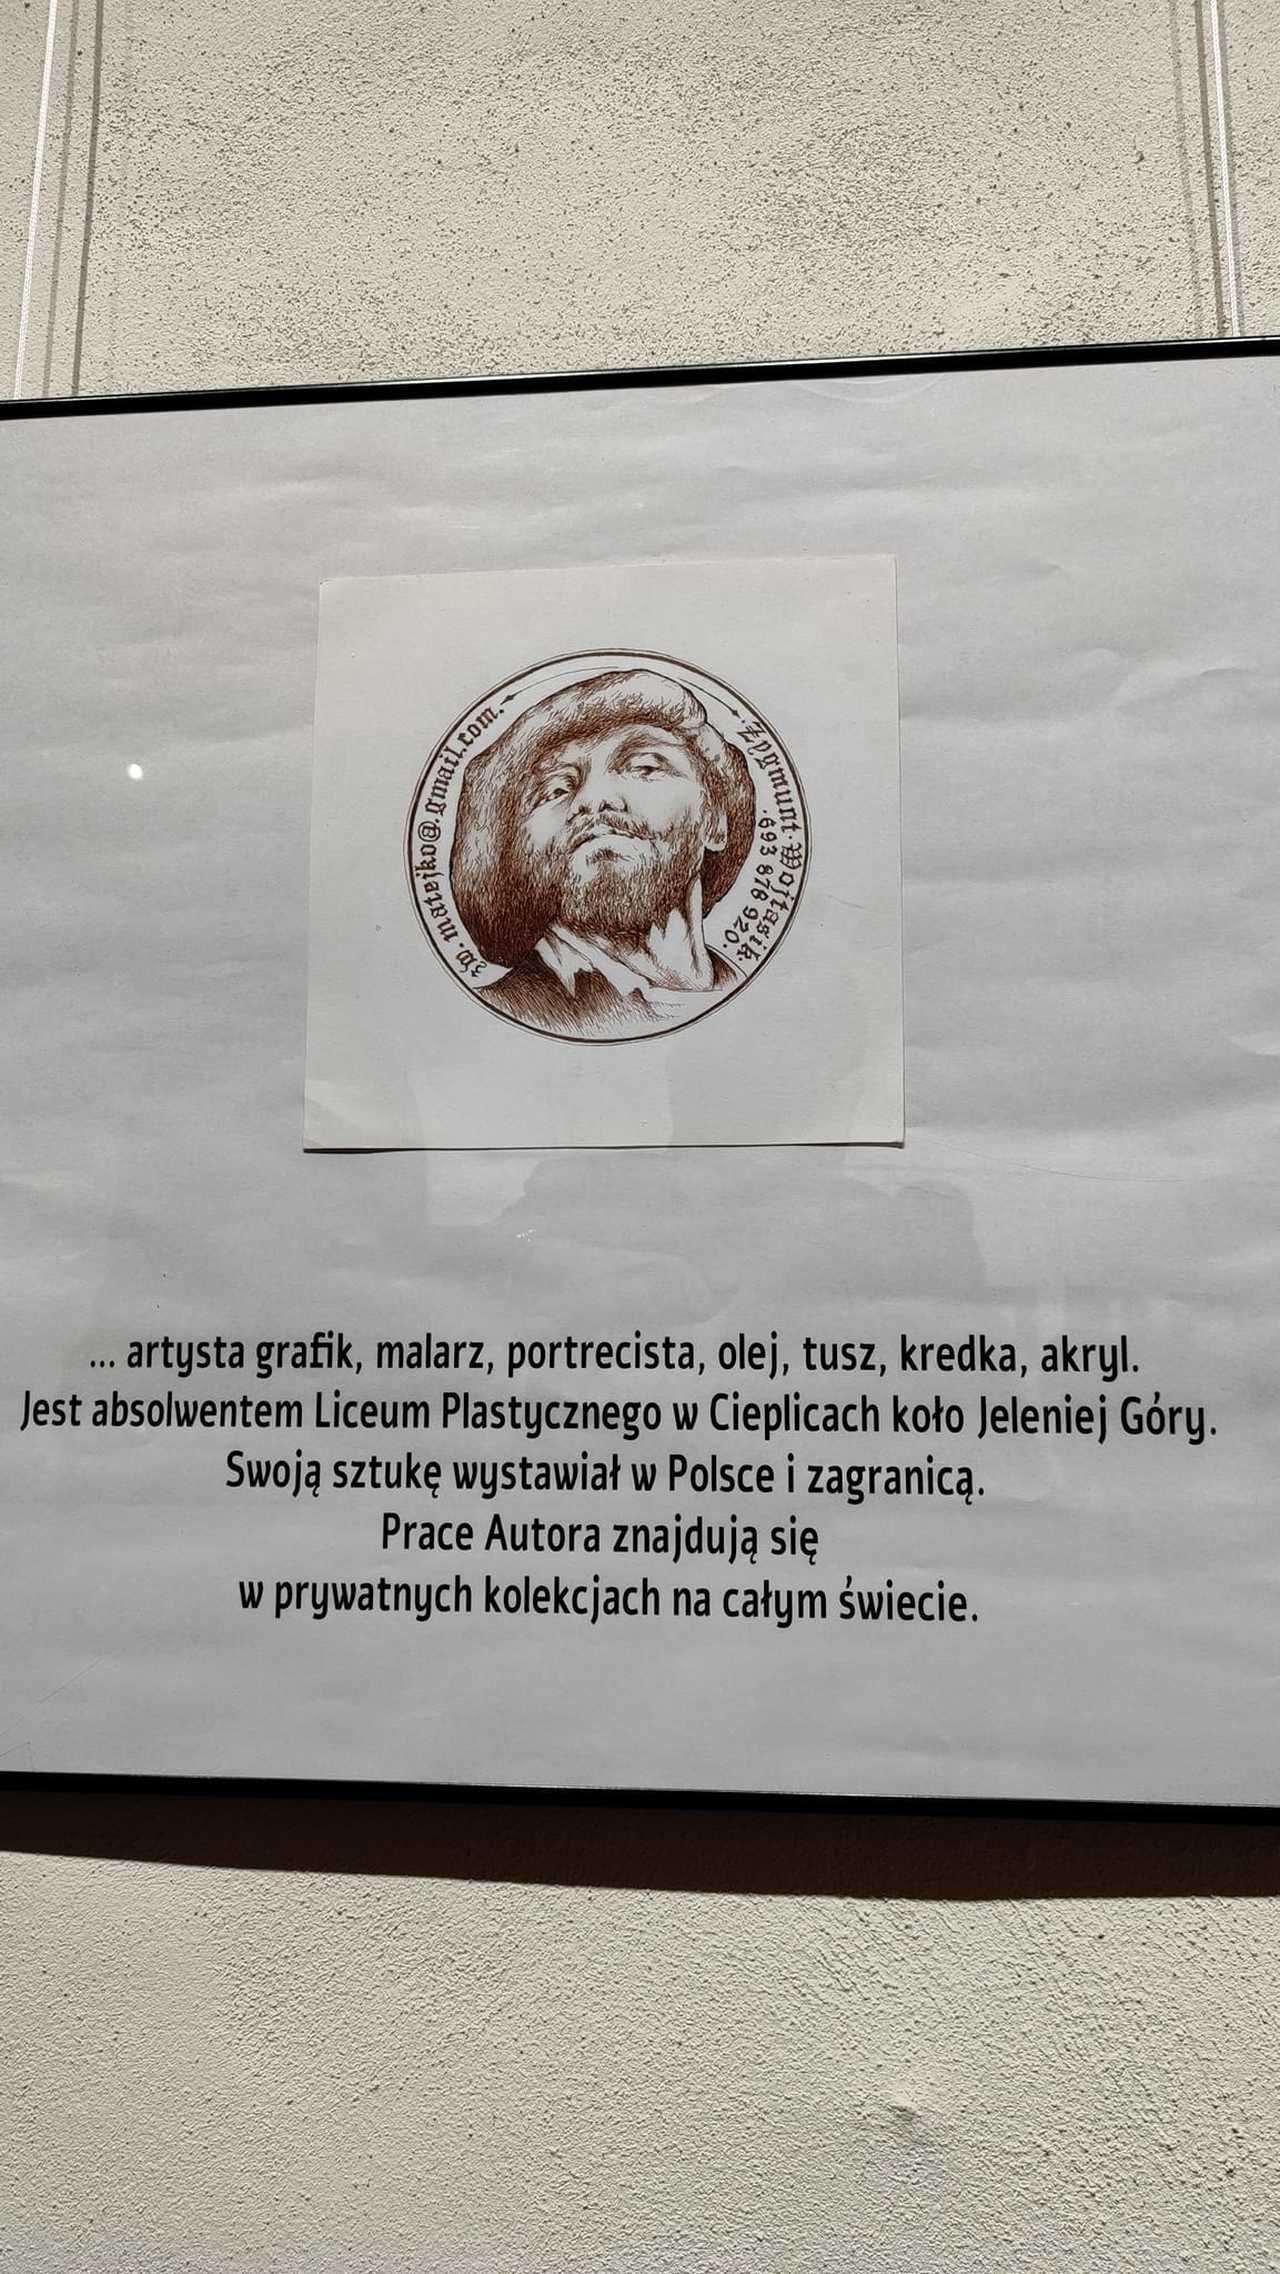 zw.matejko@.gmail.com.
.Zygmunt.Wojtasik.
.693 878 920.
... artysta grafik, malarz, portrecista, olej, tusz, kredka, akryl.
Jest absolwentem Liceum Plastycznego w Cieplicach koło Jeleniej Góry.
Swoją sztukę wystawiał w Polsce i zagranicą.
Prace Autora znajdują się
w prywatnych kolekcjach na całym świecie.